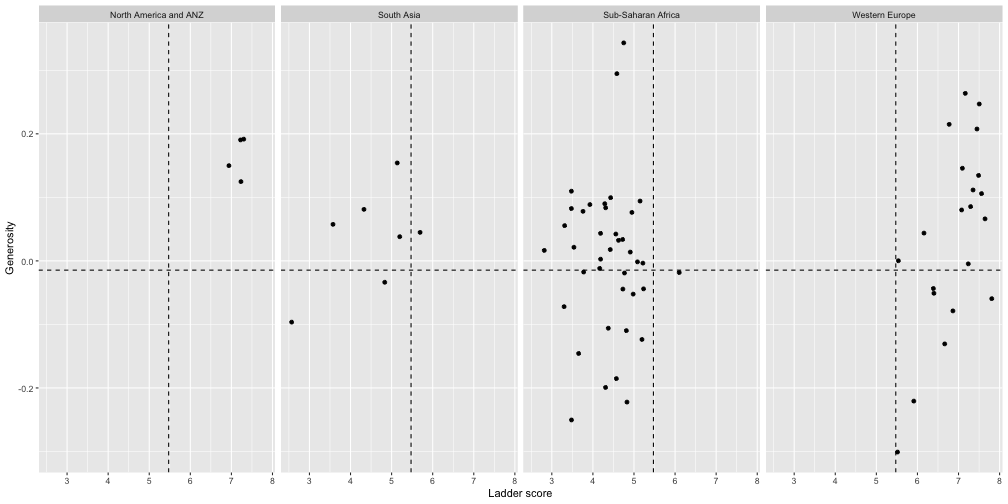 North America and ANZ South Asia Sub-Saharan Africa Western Europe
Generosity
0.2
0.0
-0.2
3 4 5 6 7 8 3 4 5 6 7 8 3 4 5 6 7 8 3 4 5 6 7 8
Ladder score